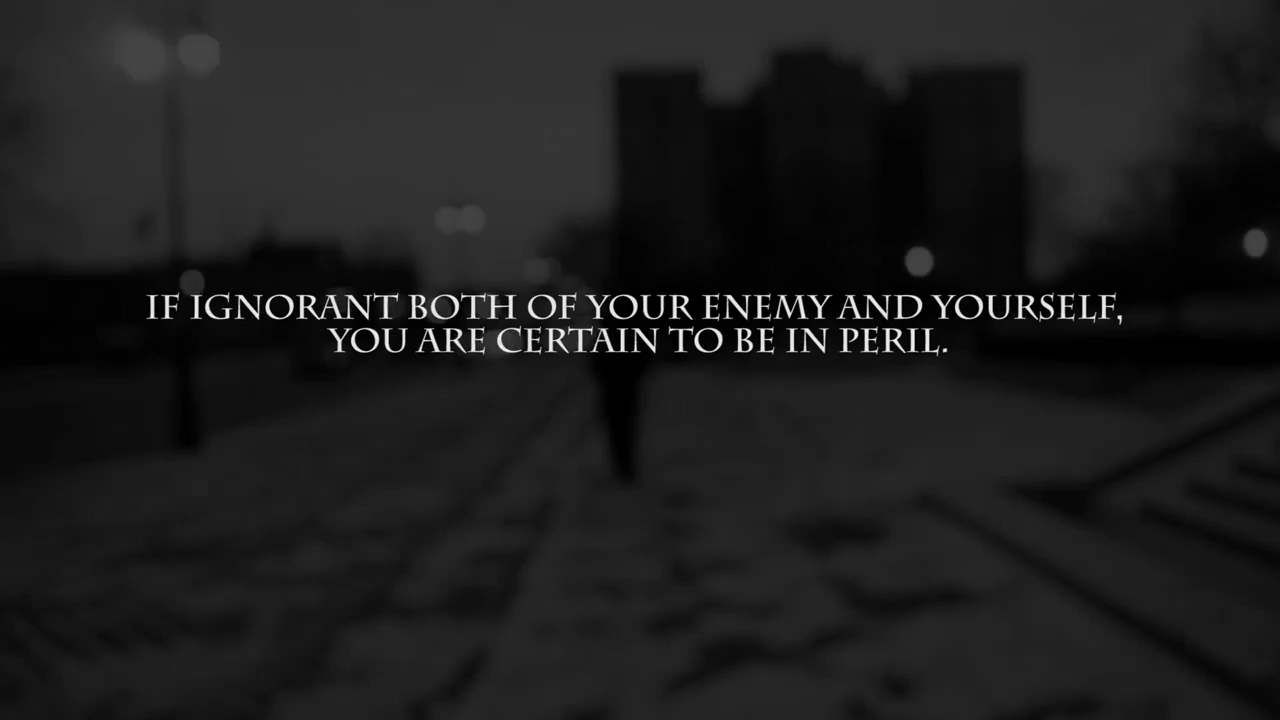 IF IGNORANT BOTH OF YOUR ENEMY AND YOURSELF,
YOU ARE CERTAIN TO BE IN PERIL.